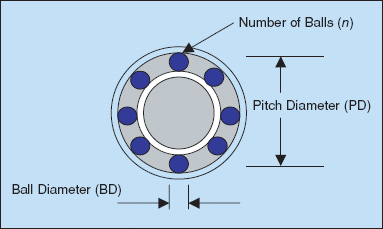 Number of Balls (n)
Pitch Diameter (PD)
Ball Diameter (BD)